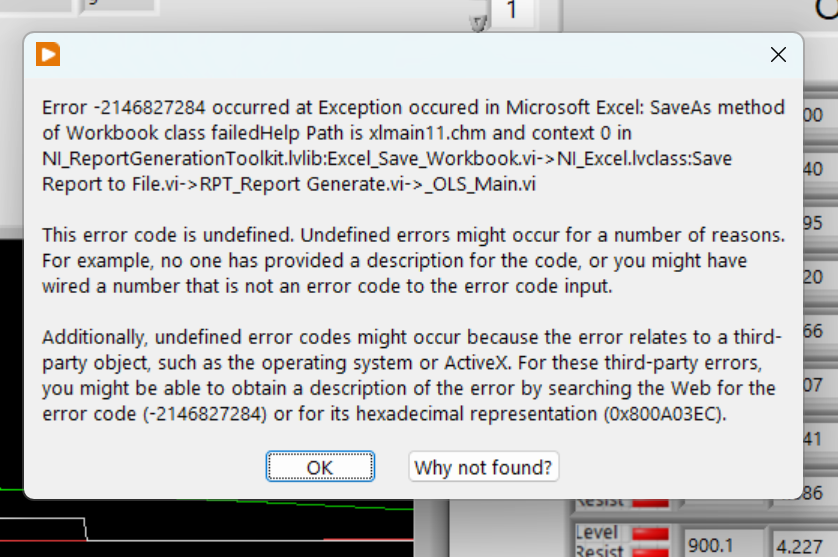 1
Error -2146827284 occurred at Exception occured in Microsoft Excel: SaveAs method
of Workbook class failedHelp Path is xlmain11.chm and context 0 in
NI_ReportGenerationToolkit.lvlib:Excel_Save_Workbook.vi->NI_Excel.lvclass:Save
Report to File.vi->RPT_Report Generate.vi->_OLS_Main.vi
This error code is undefined. Undefined errors might occur for a number of reasons.
For example, no one has provided a description for the code, or you might have
wired a number that is not an error code to the error code input.
Additionally, undefined error codes might occur because the error relates to a third-
party object, such as the operating system or ActiveX. For these third-party errors,
you might be able to obtain a description of the error by searching the Web for the
error code (-2146827284) or for its hexadecimal representation (0x800A03EC).
OK
Why not found?
00
40
95
20
66
07
41
86
Resist
Level
Resist
900.1
4.227